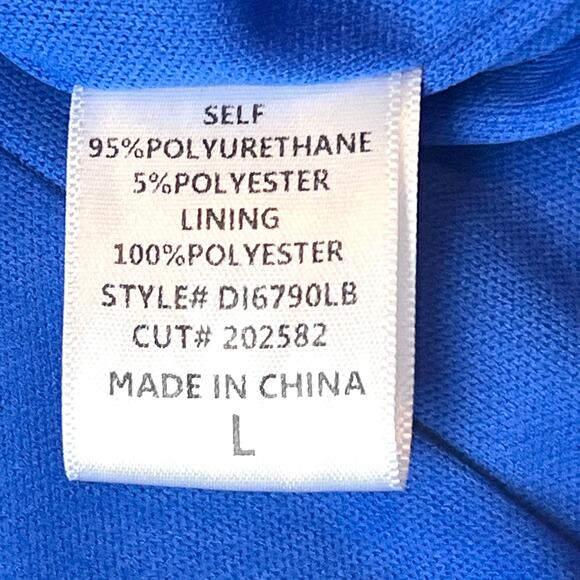 SELF
95%POLYURETHANE
5%POLYESTER
LINING
100%POLYESTER
STYLE# DI6790LB
CUT# 202582
MADE IN CHINA
L